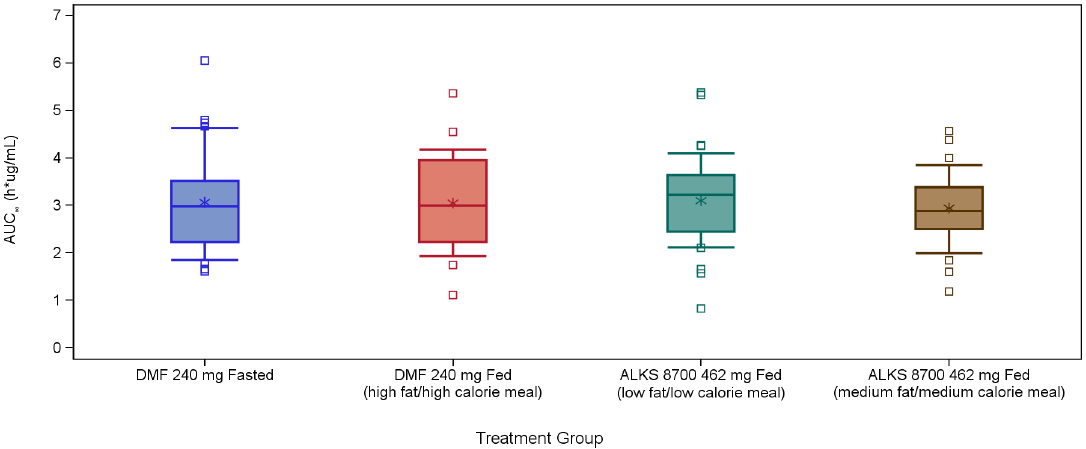 7
6
5
4
3
2
1
0
AUC∞ (h*ug/mL)
DMF 240 mg Fasted
DMF 240 mg Fed
(high fat/high calorie meal)
ALKS 8700 462 mg Fed
(low fat/low calorie meal)
ALKS 8700 462 mg Fed
(medium fat/medium calorie meal)
Treatment Group